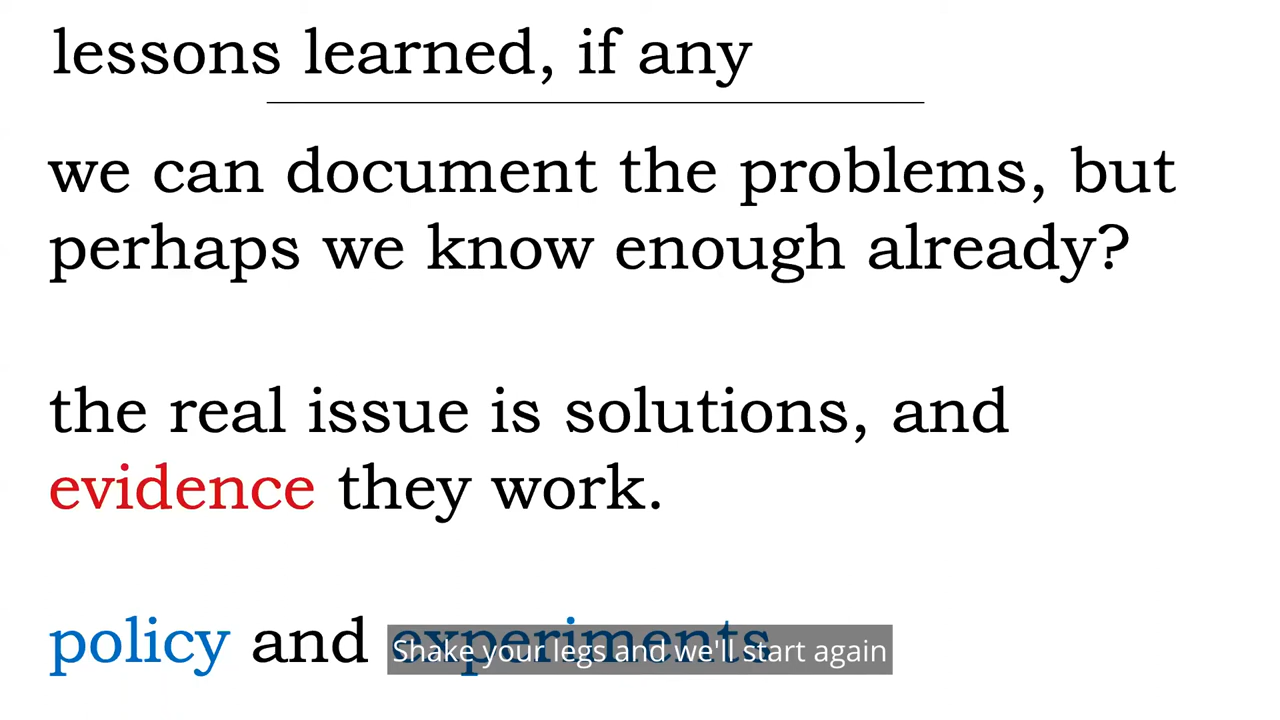 lessons learned, if any
we can document the problems, but
perhaps we know enough already?
the real issue is solutions, and
evidence they work.
policy and experiments
Shake your legs and we'll start again